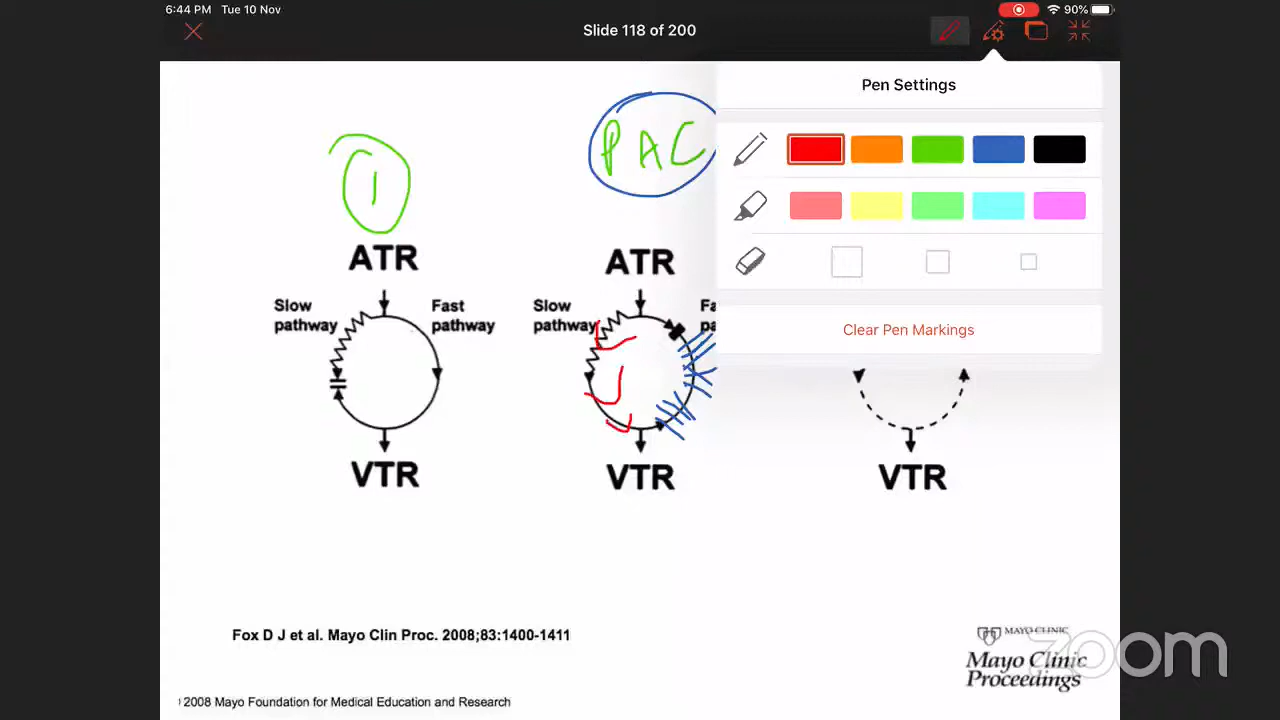 6:44 PM Tue 10 Nov
90%
Slide 118 of 200
Pen Settings
Clear Pen Markings
1
PAC
ATR
ATR
Slow pathway
Fast pathway
Slow pathway
VTR
VTR
VTR
Fox D J et al. Mayo Clin Proc. 2008;83:1400-1411
MAYO CLINIC
Mayo Clinic
Proceedings
zoom
2008 Mayo Foundation for Medical Education and Research